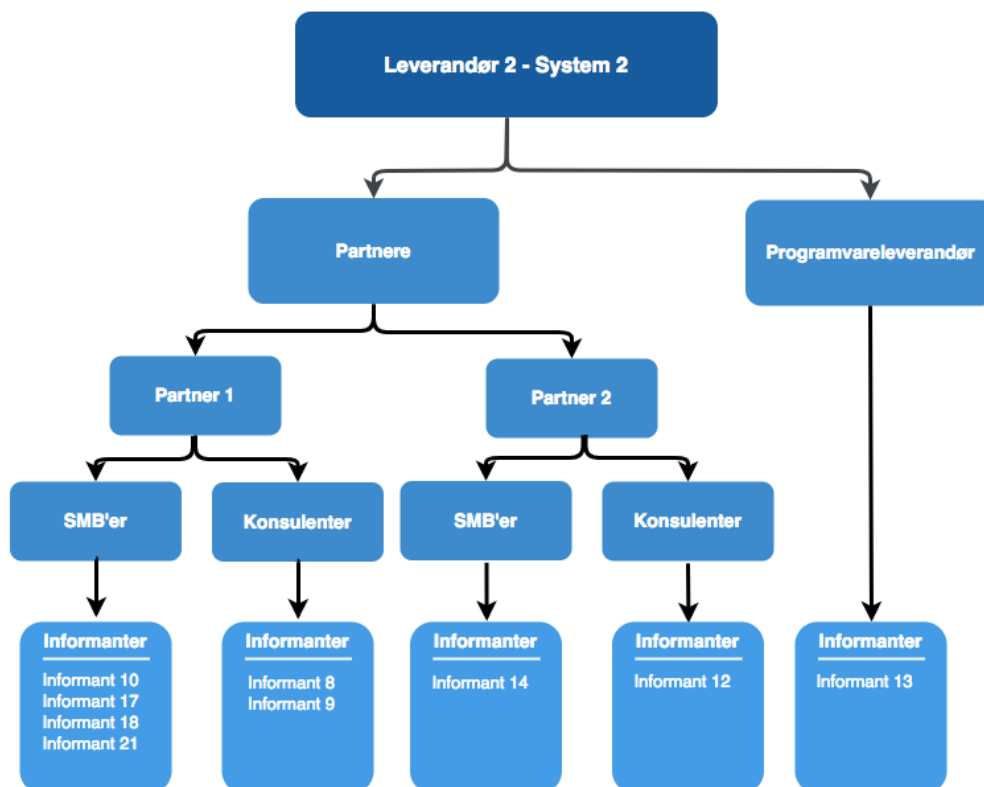 Leverandør 2 - System 2
Partnere
Programvareleverandør
Partner 1
Partner 2
SMB'er
Konsulenter
SMB'er
Konsulenter
Informanter
Informant 10
Informant 17
Informant 18
Informant 21
Informanter
Informant 8
Informant 9
Informanter
Informant 14
Informanter
Informant 12
Informanter
Informant 13